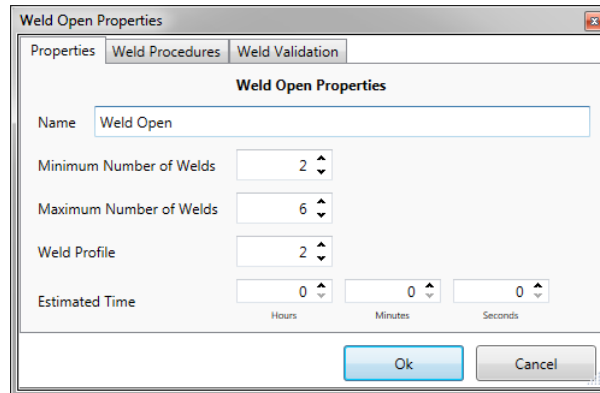 Weld Open Properties
Properties Weld Procedures Weld Validation
Weld Open Properties
Name Weld Open
Minimum Number of Welds 2
Maximum Number of Welds 6
Weld Profile 2
Estimated Time 0 0 0
Hours Minutes Seconds
Ok Cancel